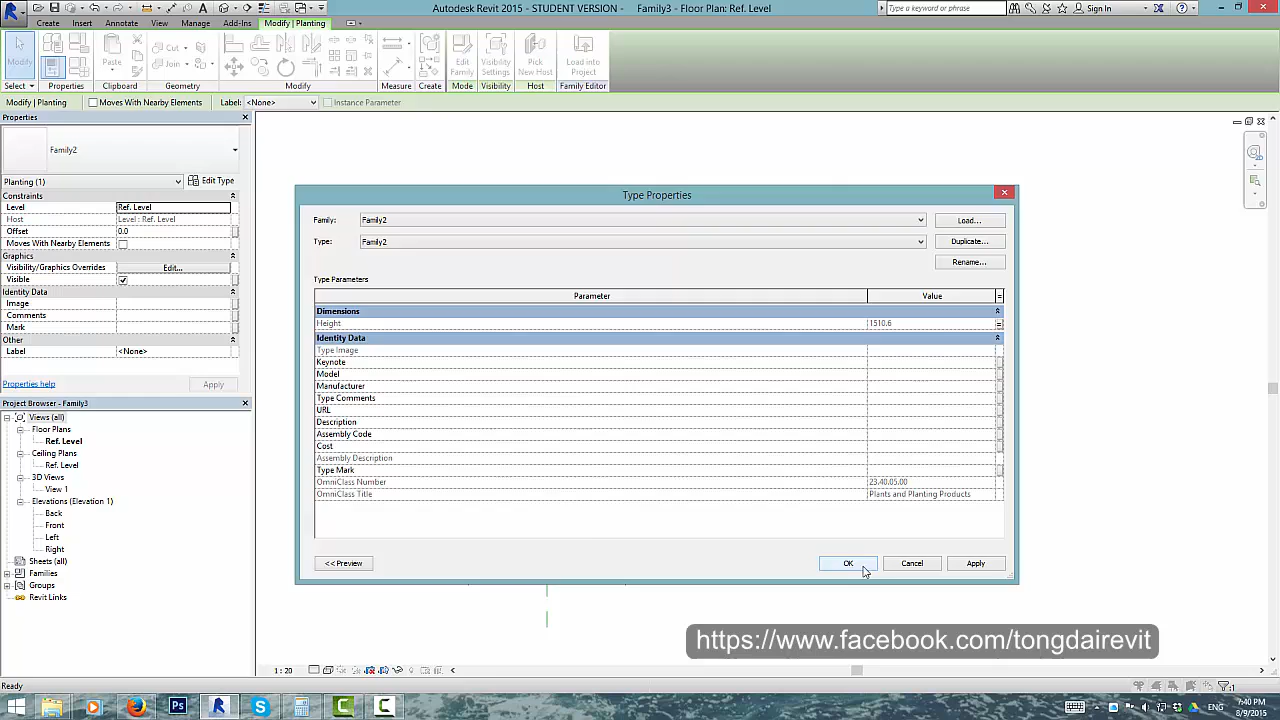 Autodesk Revit 2015 - STUDENT VERSION - Family3 - Floor Plan: Ref. Level
Type a keyword or phrase
Sign In
Create Insert Annotate View Manage Add-Ins Modify | Planting
Modify
Paste
Cut
Join
Edit Family
Visibility Settings
Pick New Host
Load into Project
Select Properties Clipboard Geometry Modify Measure Create Mode Visibility Host Family Editor
Modify | Planting Moves With Nearby Elements Label: <None> Instance Parameter
Properties
Family2
Planting (1) Edit Type
Constraints
Level Ref. Level
Host Level : Ref. Level
Offset 0.0
Moves With Nearby Elements
Graphics
Visibility/Graphics Overrides Edit...
Visible
Identity Data
Image
Comments
Mark
Other
Label <None>
Properties help Apply
Project Browser - Family3
Views (all)
Floor Plans
Ref. Level
Ceiling Plans
Ref. Level
3D Views
View 1
Elevations (Elevation 1)
Back
Front
Left
Right
Sheets (all)
Families
Groups
Revit Links
Type Properties
Family: Family2 Load...
Type: Family2 Duplicate...
Rename...
Type Parameters
Parameter Value =
Dimensions
Height 1510.6
Identity Data
Type Image
Keynote
Model
Manufacturer
Type Comments
URL
Description
Assembly Code
Cost
Assembly Description
Type Mark
OmniClass Number 23.40.05.00
OmniClass Title Plants and Planting Products
<< Preview OK Cancel Apply
https://www.facebook.com/tongdairevit
1 : 20
Ready
:1
ENG
7:40 PM
8/9/2015